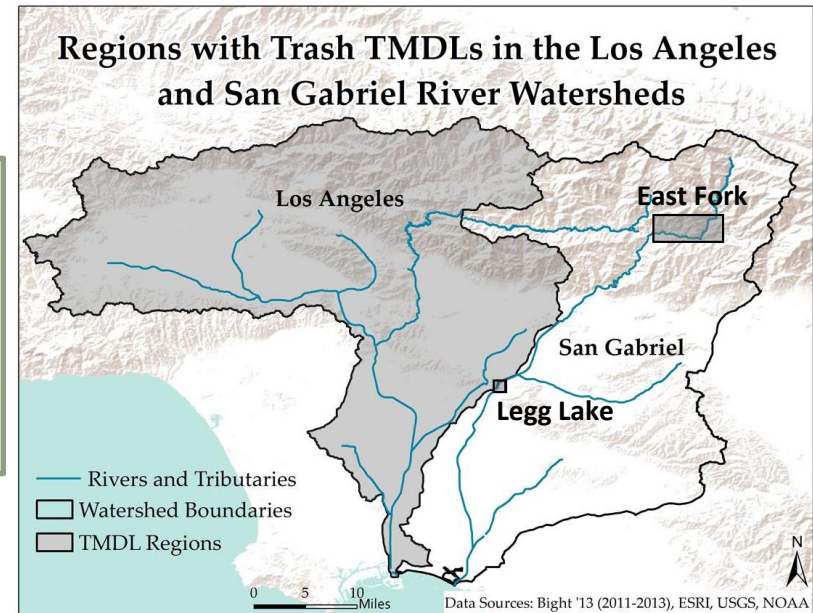 Regions with Trash TMDLs in the Los Angeles
and San Gabriel River Watersheds
Los Angeles
East Fork
San Gabriel
Legg Lake
Rivers and Tributaries
Watershed Boundaries
TMDL Regions
0 5 10
Miles
N
Data Sources: Bight '13 (2011-2013), ESRI, USGS, NOAA